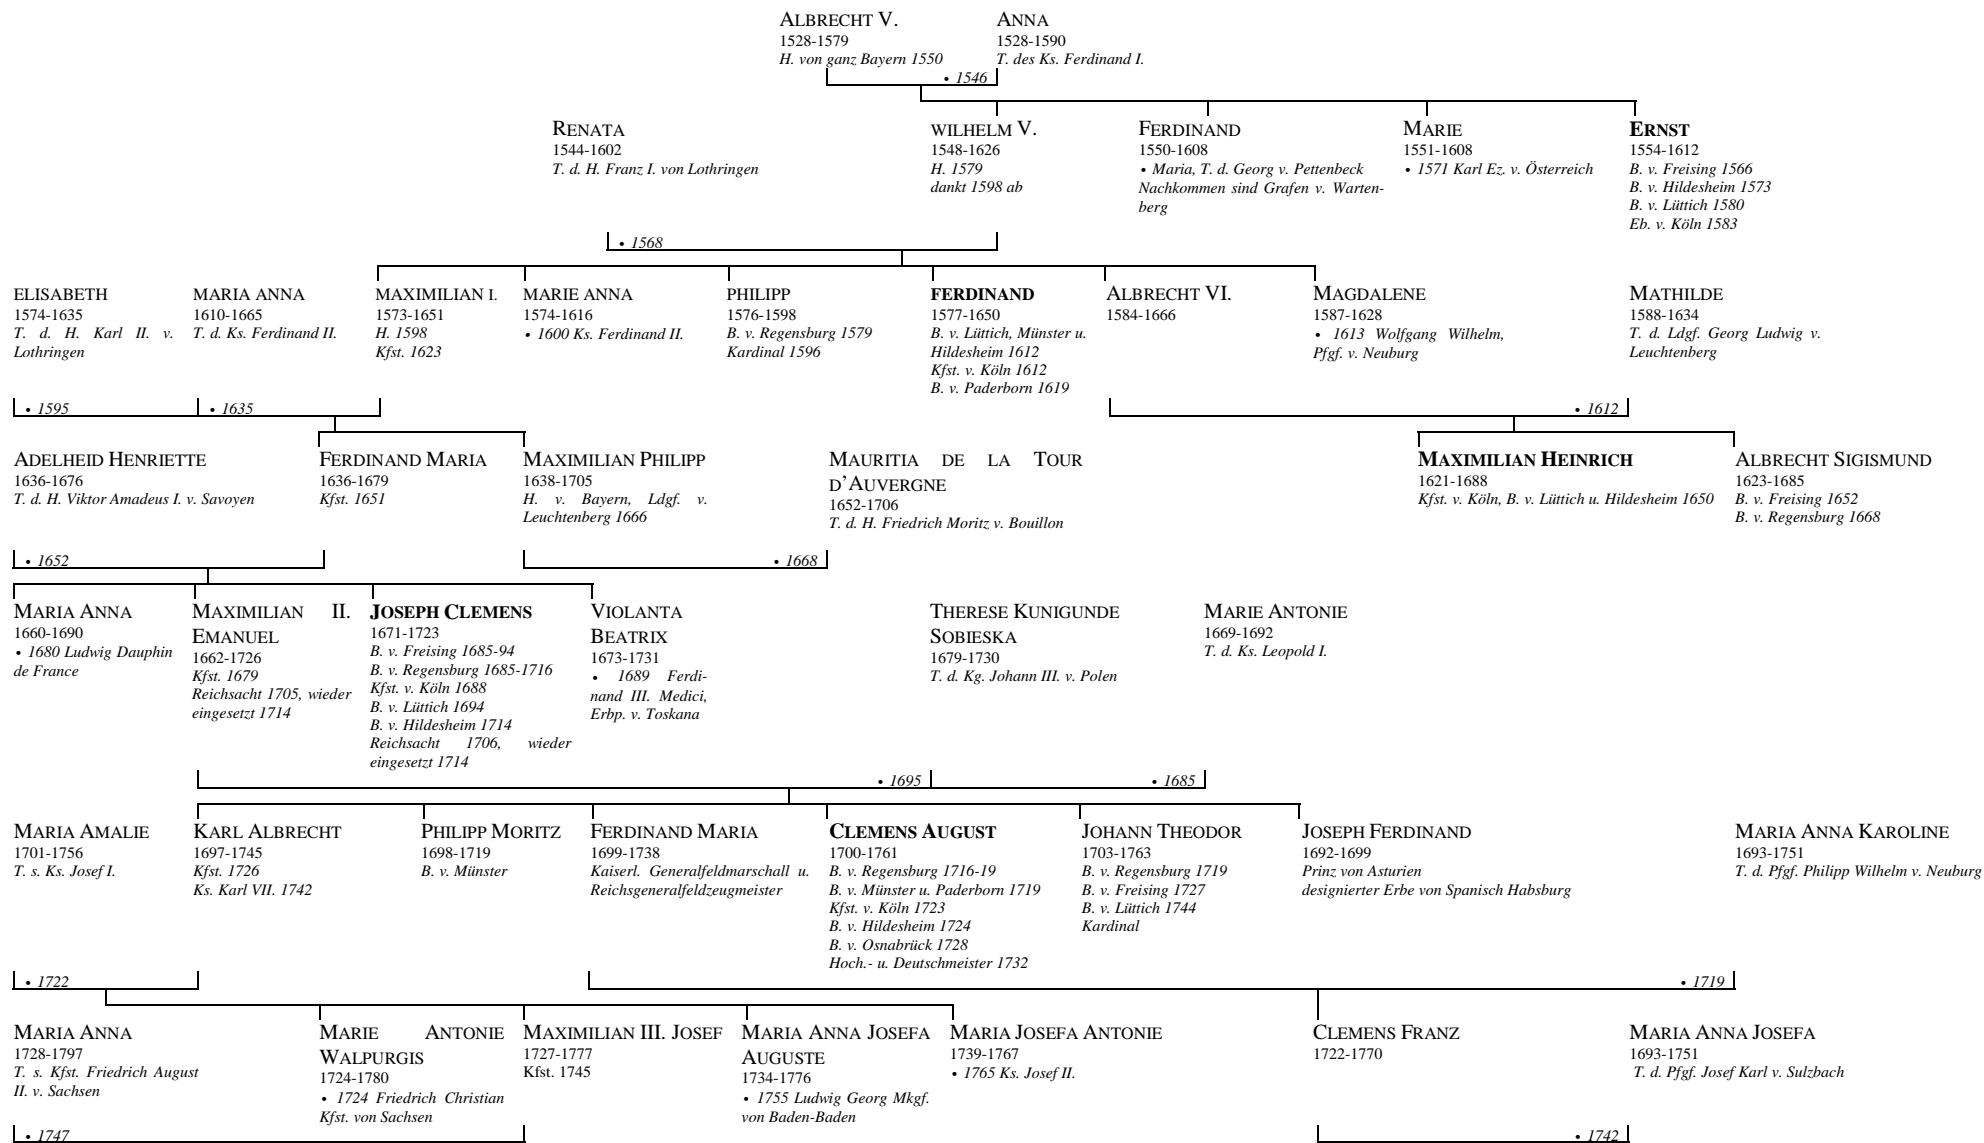 ALBRECHT V.
1528-1579
H. von ganz Bayern 1550
ANNA
1528-1590
T. des Ks. Ferdinand I.
• 1546
RENATA
1544-1602
T. d. H. Franz I. von Lothringen
WILHELM V.
1548-1626
H. 1579
dankt 1598 ab
FERDINAND
1550-1608
• Maria, T. d. Georg v. Pettenbeck
Nachkommen sind Grafen v. Warten-
berg
MARIE
1551-1608
• 1571 Karl Ez. v. Österreich
ERNST
1554-1612
B. v. Freising 1566
B. v. Hildesheim 1573
B. v. Lüttich 1580
Eb. v. Köln 1583
• 1568
ELISABETH
1574-1635
T. d. H. Karl II. v.
Lothringen
MARIA ANNA
1610-1665
T. d. Ks. Ferdinand II.
MAXIMILIAN I.
1573-1651
H. 1598
Kfst. 1623
MARIE ANNA
1574-1616
• 1600 Ks. Ferdinand II.
PHILIPP
1576-1598
B. v. Regensburg 1579
Kardinal 1596
FERDINAND
1577-1650
B. v. Lüttich, Münster u.
Hildesheim 1612
Kfst. v. Köln 1612
B. v. Paderborn 1619
ALBRECHT VI.
1584-1666
MAGDALENE
1587-1628
• 1613 Wolfgang Wilhelm,
Pfgf. v. Neuburg
MATHILDE
1588-1634
T. d. Ldgf. Georg Ludwig v.
Leuchtenberg
• 1595
• 1635
• 1612
ADELHEID HENRIETTE
1636-1676
T. d. H. Viktor Amadeus I. v. Savoyen
FERDINAND MARIA
1636-1679
Kfst. 1651
MAXIMILIAN PHILIPP
1638-1705
H. v. Bayern, Ldgf. v.
Leuchtenberg 1666
MAURITIA DE LA TOUR
D'AUVERGNE
1652-1706
T. d. H. Friedrich Moritz v. Bouillon
MAXIMILIAN HEINRICH
1621-1688
Kfst. v. Köln, B. v. Lüttich u. Hildesheim 1650
ALBRECHT SIGISMUND
1623-1685
B. v. Freising 1652
B. v. Regensburg 1668
• 1652
• 1668
MARIA ANNA
1660-1690
• 1680 Ludwig Dauphin
de France
MAXIMILIAN II.
EMANUEL
1662-1726
Kfst. 1679
Reichsacht 1705, wieder
eingesetzt 1714
JOSEPH CLEMENS
1671-1723
B. v. Freising 1685-94
B. v. Regensburg 1685-1716
Kfst. v. Köln 1688
B. v. Lüttich 1694
B. v. Hildesheim 1714
Reichsacht 1706, wieder
eingesetzt 1714
VIOLANTA
BEATRIX
1673-1731
• 1689 Ferdi-
nand III. Medici,
Erbp. v. Toskana
THERESE KUNIGUNDE
SOBIESKA
1679-1730
T. d. Kg. Johann III. v. Polen
MARIE ANTONIE
1669-1692
T. d. Ks. Leopold I.
• 1695
• 1685
MARIA AMALIE
1701-1756
T. s. Ks. Josef I.
KARL ALBRECHT
1697-1745
Kfst. 1726
Ks. Karl VII. 1742
PHILIPP MORITZ
1698-1719
B. v. Münster
FERDINAND MARIA
1699-1738
Kaiserl. Generalfeldmarschall u.
Reichsgeneralfeldzeugmeister
CLEMENS AUGUST
1700-1761
B. v. Regensburg 1716-19
B. v. Münster u. Paderborn 1719
Kfst. v. Köln 1723
B. v. Hildesheim 1724
B. v. Osnabrück 1728
Hoch.- u. Deutschmeister 1732
JOHANN THEODOR
1703-1763
B. v. Regensburg 1719
B. v. Freising 1727
B. v. Lüttich 1744
Kardinal
JOSEPH FERDINAND
1692-1699
Prinz von Asturien
designierter Erbe von Spanisch Habsburg
MARIA ANNA KAROLINE
1693-1751
T. d. Pfgf. Philipp Wilhelm v. Neuburg
• 1722
• 1719
MARIA ANNA
1728-1797
T. s. Kfst. Friedrich August
II. v. Sachsen
MARIE ANTONIE
WALPURGIS
1724-1780
• 1724 Friedrich Christian
Kfst. von Sachsen
MAXIMILIAN III. JOSEF
1727-1777
Kfst. 1745
MARIA ANNA JOSEFA
AUGUSTE
1734-1776
• 1755 Ludwig Georg Mkgf.
von Baden-Baden
MARIA JOSEFA ANTONIE
1739-1767
• 1765 Ks. Josef II.
CLEMENS FRANZ
1722-1770
MARIA ANNA JOSEFA
1693-1751
T. d. Pfgf. Josef Karl v. Sulzbach
• 1747
• 1742